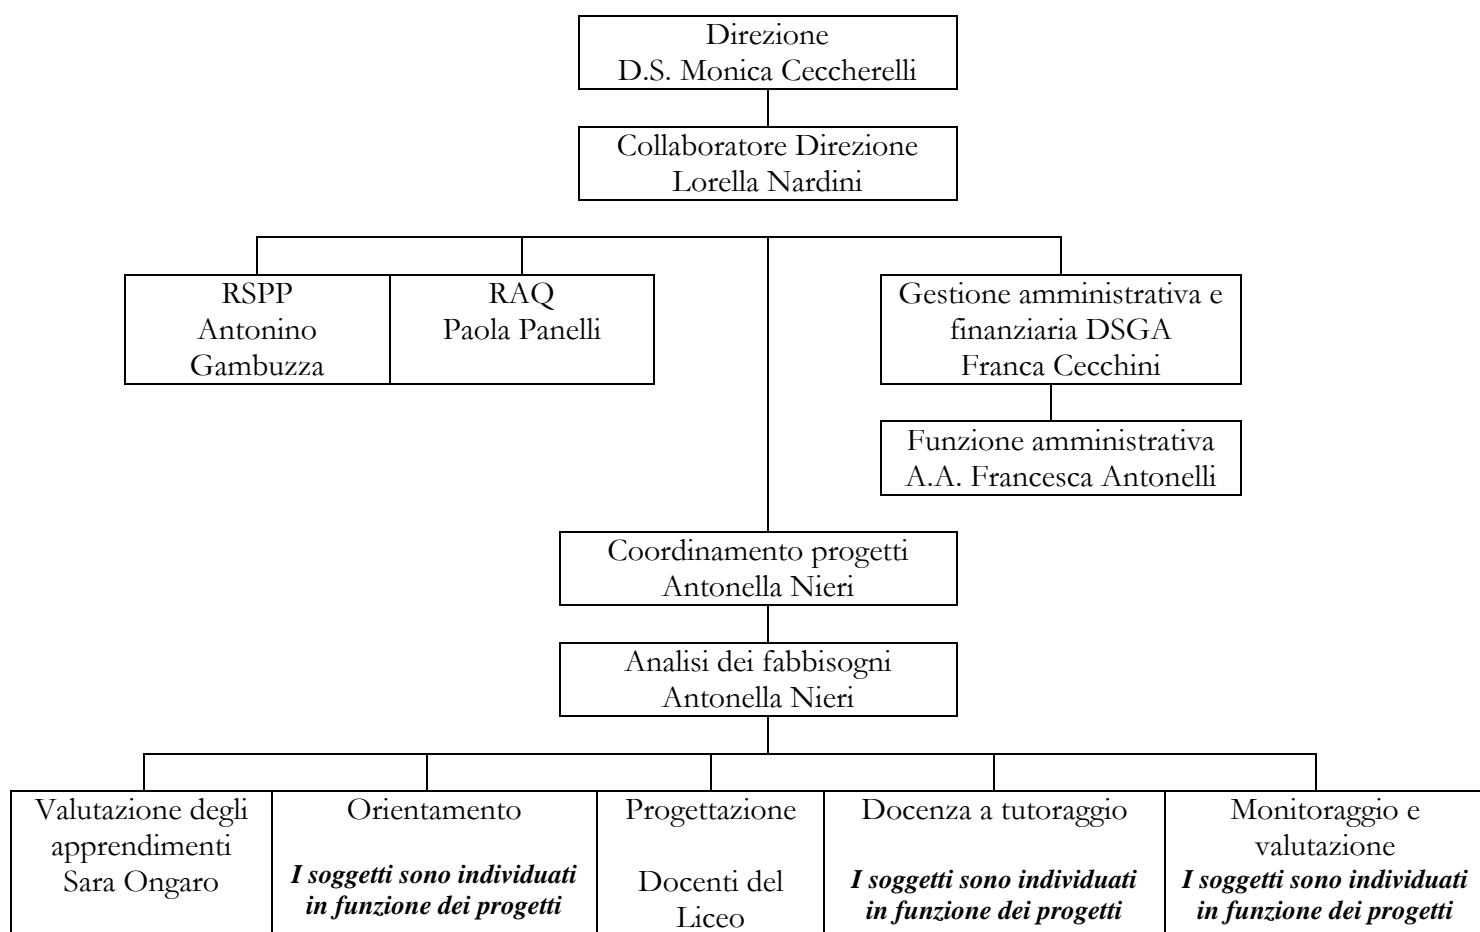 Direzione
D.S. Monica Ceccherelli
Collaboratore Direzione
Lorella Nardini
RSPP
Antonino
Gambuzza
RAQ
Paola Panelli
Gestione amministrativa e
finanziaria DSGA
Franca Cecchini
Funzione amministrativa
A.A. Francesca Antonelli
Coordinamento progetti
Antonella Nieri
Analisi dei fabbisogni
Antonella Nieri
Valutazione degli
apprendimenti
Sara Ongaro
Orientamento
I soggetti sono individuati
in funzione dei progetti
Progettazione
Docenti del
Liceo
Docenza a tutoraggio
I soggetti sono individuati
in funzione dei progetti
Monitoraggio e
valutazione
I soggetti sono individuati
in funzione dei progetti